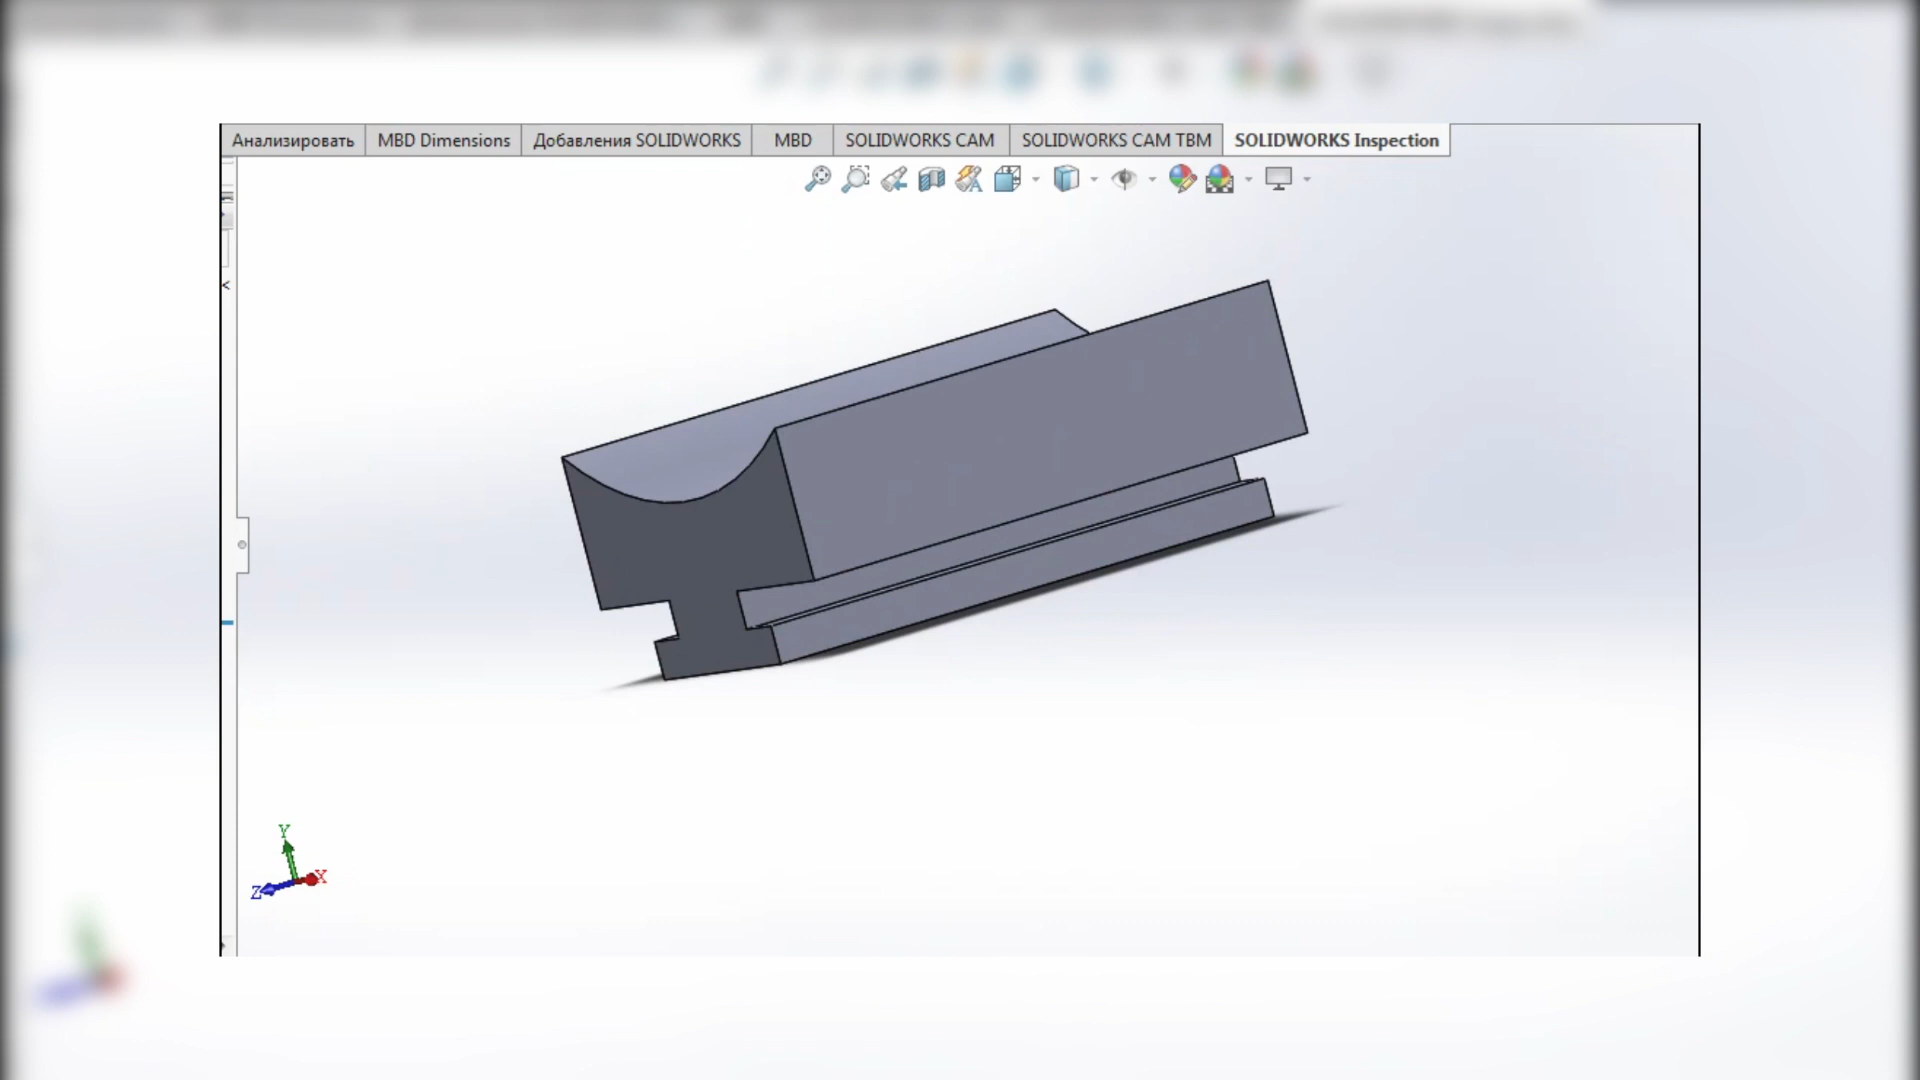 Анализировать MBD Dimensions Добавления SOLIDWORKS MBD SOLIDWORKS CAM SOLIDWORKS CAM TBM SOLIDWORKS Inspection
<
Y
Z X